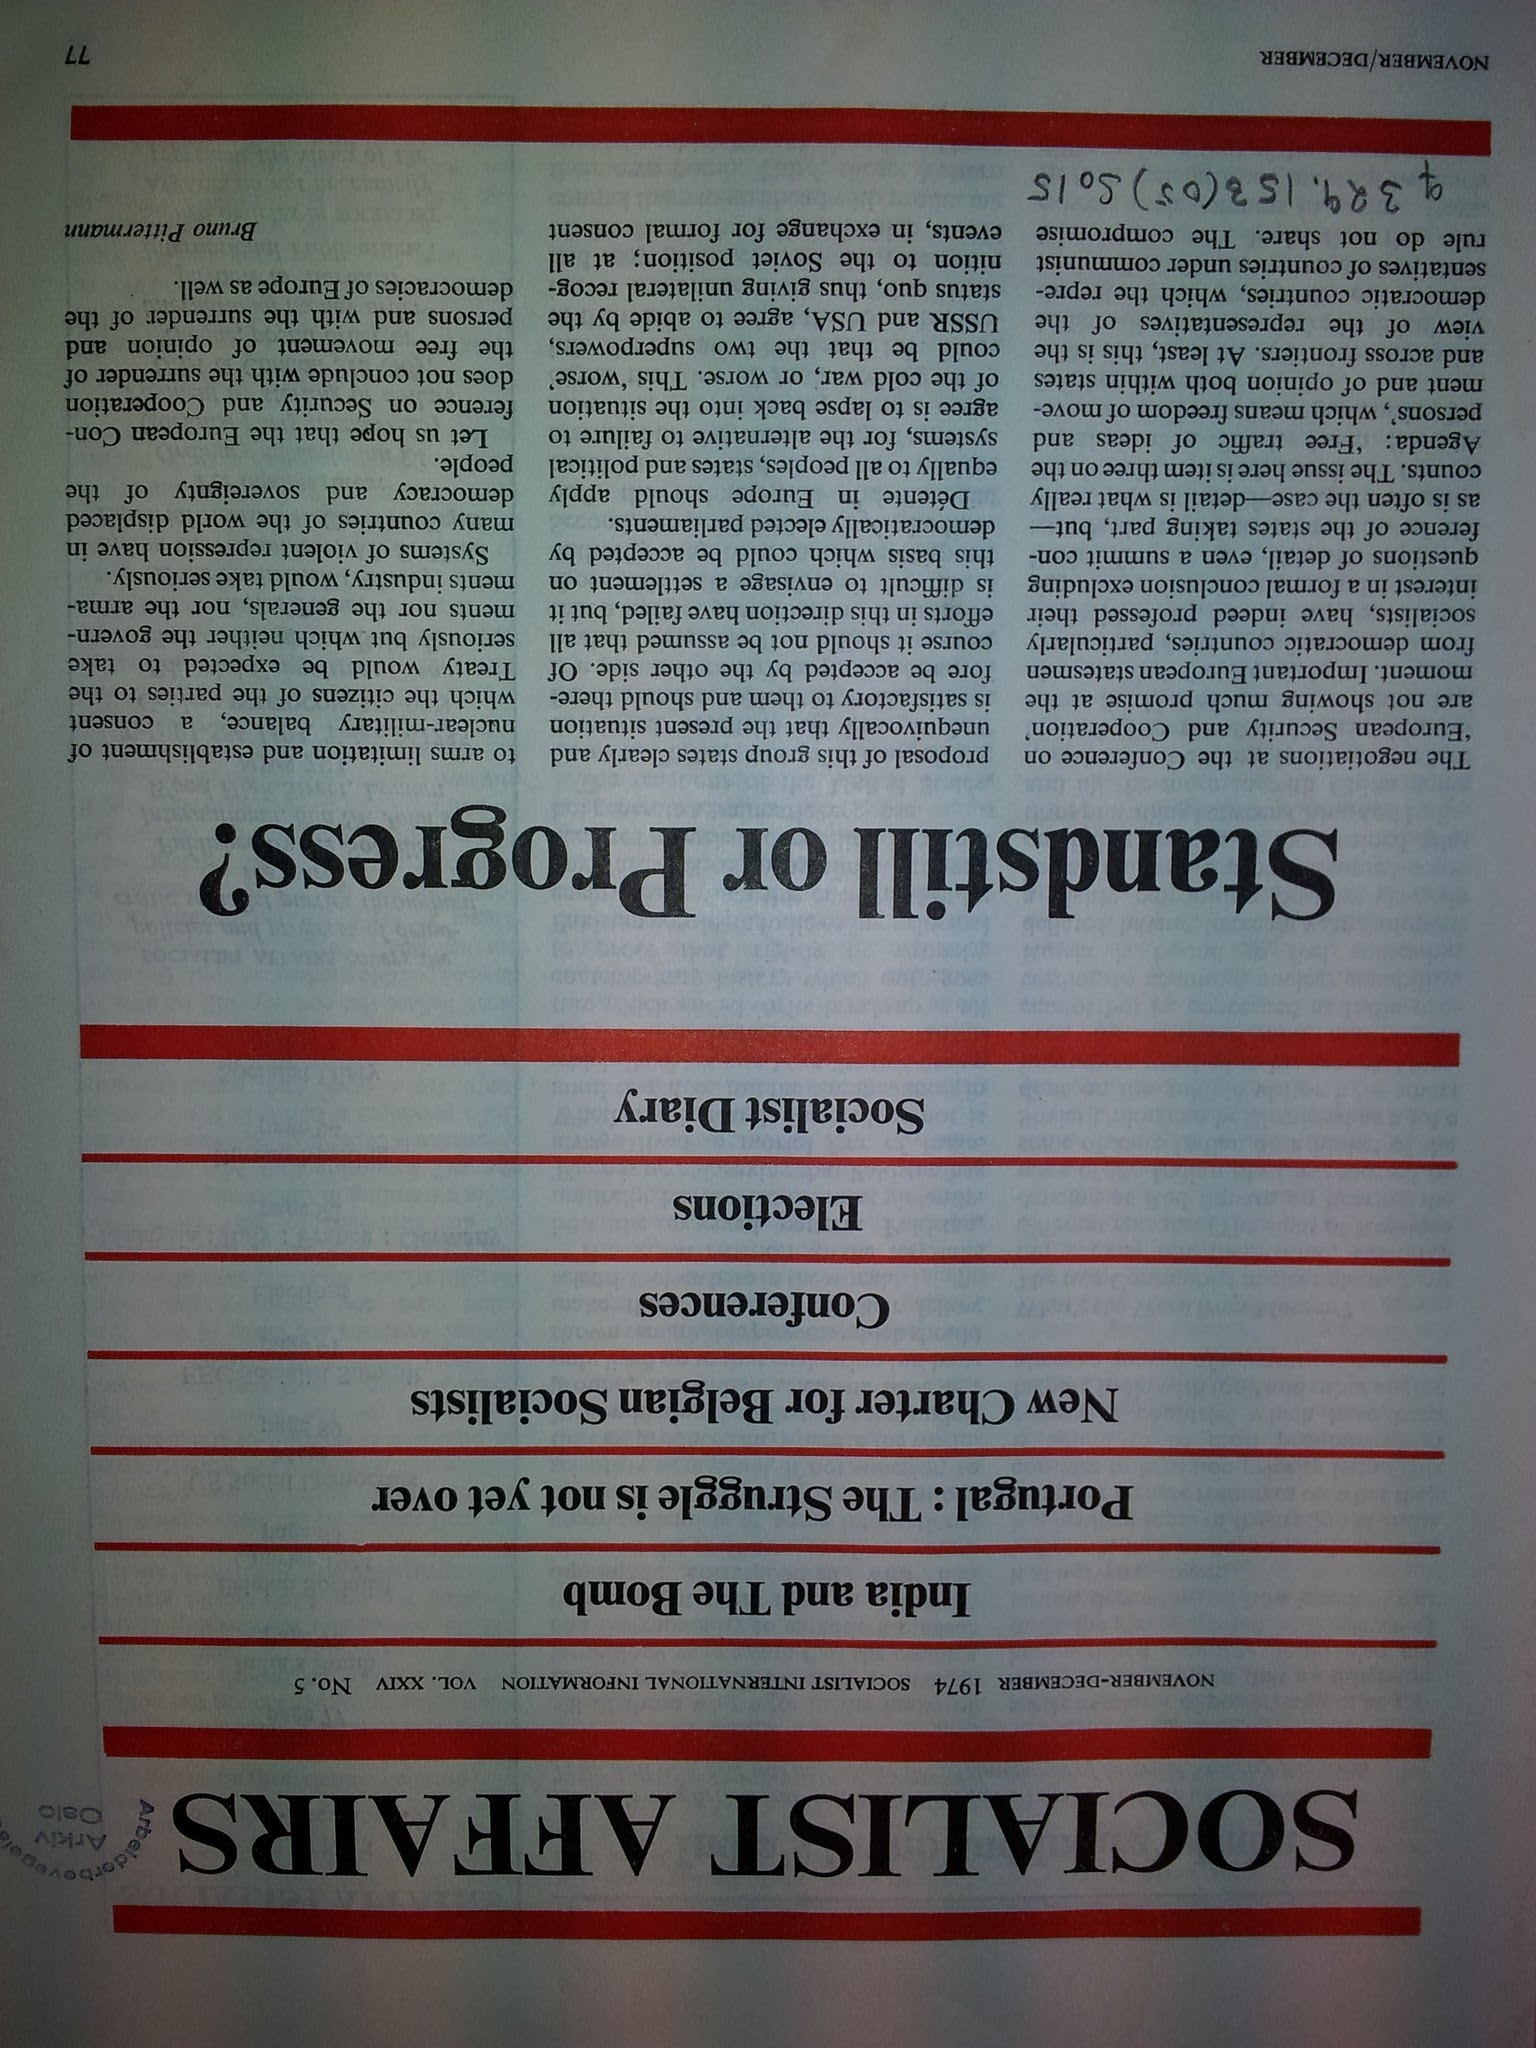 SOCIALIST AFFAIRS
Arbeiderbevegels
Arkiv
Oslo
NOVEMBER-DECEMBER 1974 SOCIALIST INTERNATIONAL INFORMATION VOL. XXIV No. 5
India and The Bomb
Portugal : The Struggle is not yet over
New Charter for Belgian Socialists
Conferences
Elections
Socialist Diary
Standstill or Progress?
The negotiations at the Conference on
‘European Security and Cooperation’
are not showing much promise at the
moment. Important European statesmen
from democratic countries, particularly
socialists, have indeed professed their
interest in a formal conclusion excluding
questions of detail, even a summit con-
ference of the states taking part, but—
as is often the case—detail is what really
counts. The issue here is item three on the
Agenda: ‘Free traffic of ideas and
persons’, which means freedom of move-
ment and of opinion both within states
and across frontiers. At least, this is the
view of the representatives of the
democratic countries, which the repre-
sentatives of countries under communist
rule do not share. The compromise
proposal of this group states clearly and
unequivocally that the present situation
is satisfactory to them and should there-
fore be accepted by the other side. Of
course it should not be assumed that all
efforts in this direction have failed, but it
is difficult to envisage a settlement on
this basis which could be accepted by
democratically elected parliaments.
Détente in Europe should apply
equally to all peoples, states and political
systems, for the alternative to failure to
agree is to lapse back into the situation
of the cold war, or worse. This ‘worse’
could be that the two superpowers,
USSR and USA, agree to abide by the
status quo, thus giving unilateral recog-
nition to the Soviet position; at all
events, in exchange for formal consent
to arms limitation and establishment of
nuclear-military balance, a consent
which the citizens of the parties to the
Treaty would be expected to take
seriously but which neither the govern-
ments nor the generals, nor the arma-
ments industry, would take seriously.
Systems of violent repression have in
many countries of the world displaced
democracy and sovereignty of the
people.
Let us hope that the European Con-
ference on Security and Cooperation
does not conclude with the surrender of
the free movement of opinion and
persons and with the surrender of the
democracies of Europe as well.
Bruno Pittermann
q 329.153(05) So15
NOVEMBER/DECEMBER
77